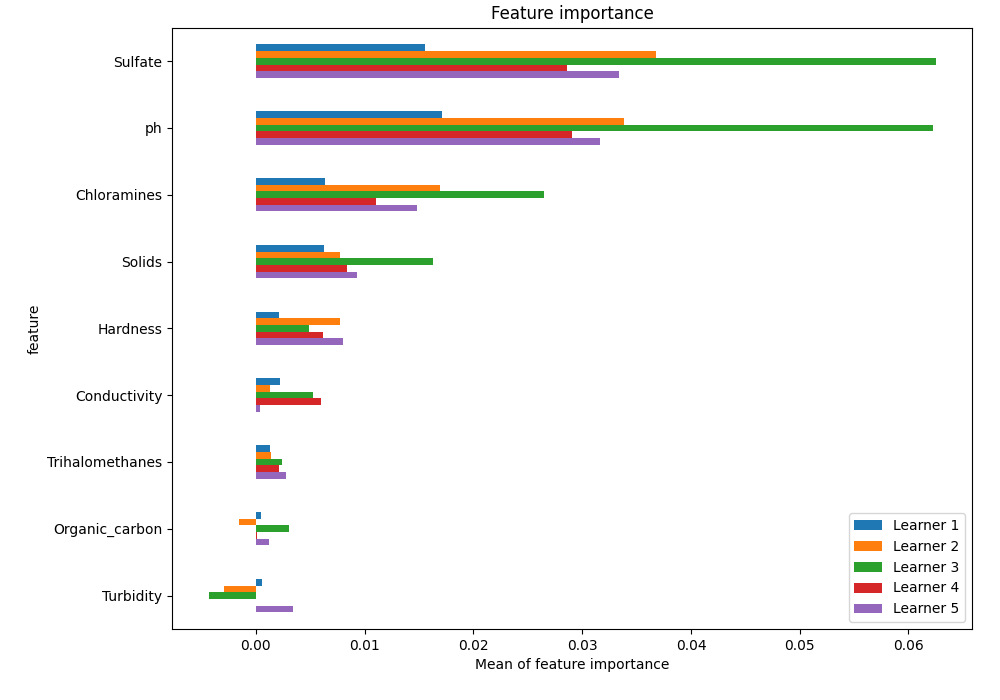 Feature importance
Sulfate
ph
Chloramines
Solids
Hardness
Conductivity
Trihalomethanes
Organic_carbon
Turbidity
feature
0.00 0.01 0.02 0.03 0.04 0.05 0.06
Mean of feature importance
Learner 1
Learner 2
Learner 3
Learner 4
Learner 5